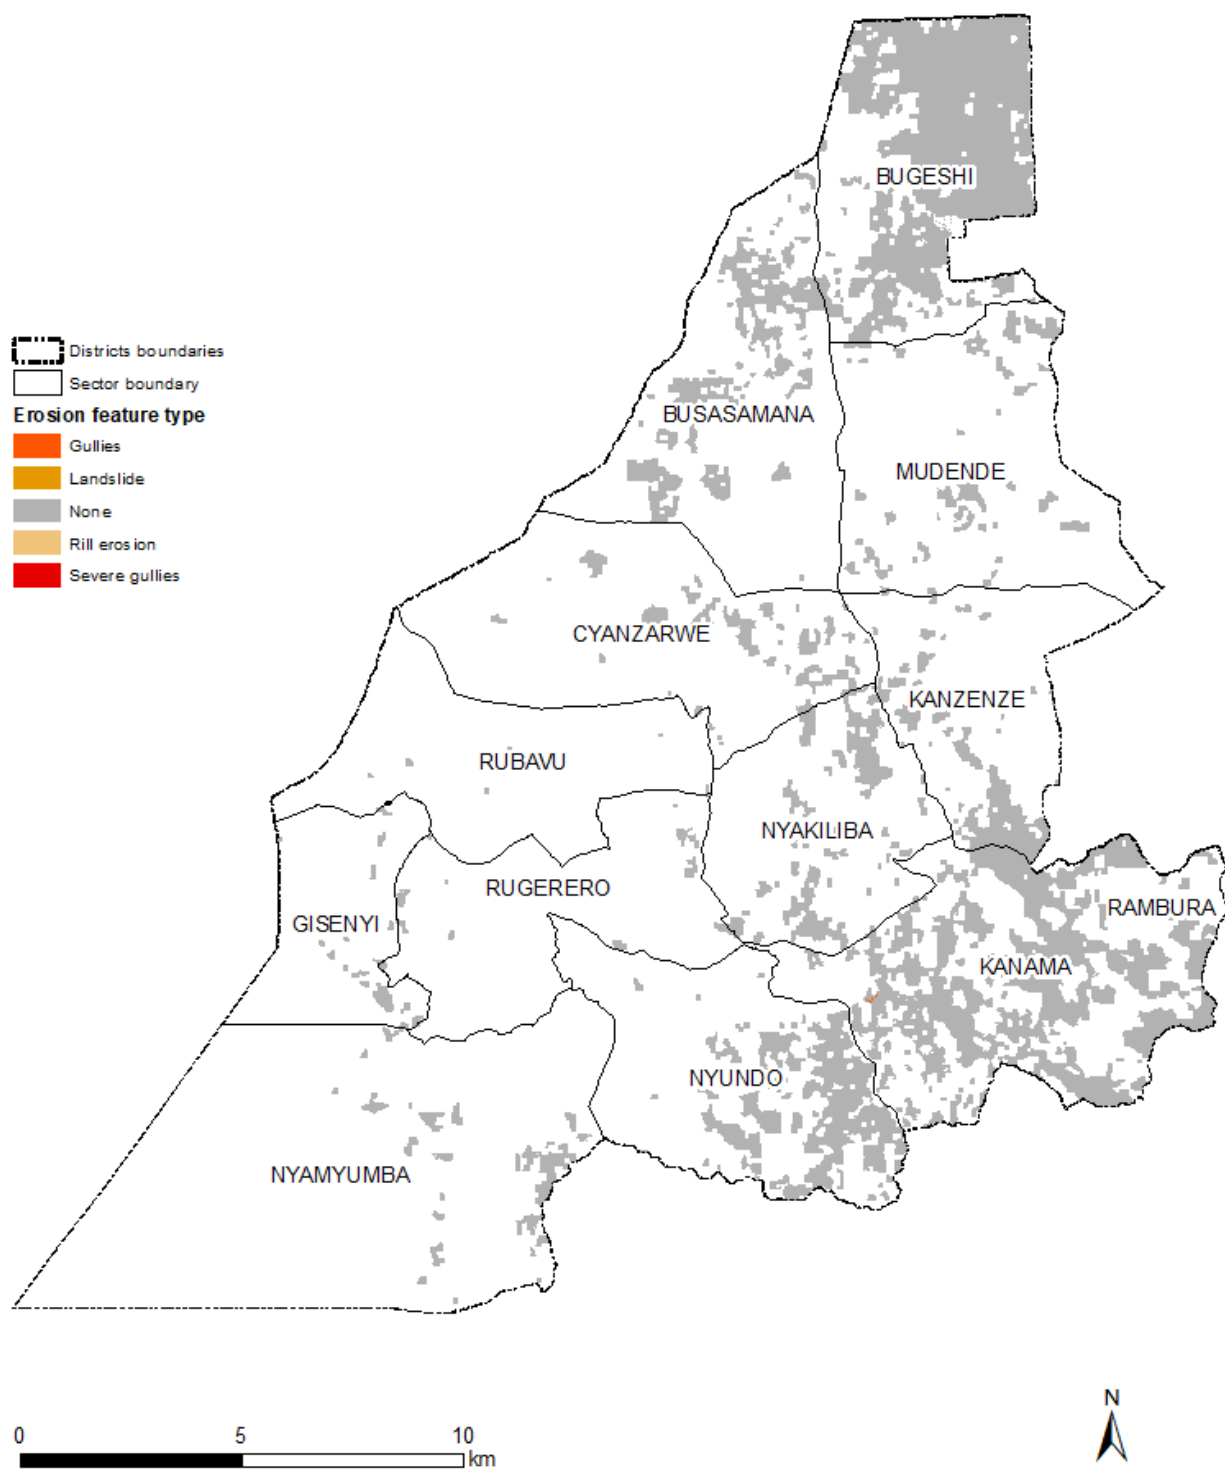 BUGESHI
Districts boundaries
Sector boundary
Erosion feature type
Gullies
Landslide
None
Rill erosion
Severe gullies
BUSASAMANA
MUDENDE
CYANZARWE
KANZENZE
RUBAVU
NYAKILIBA
RUGERERO
GISENYI
RAMBURA
KANAMA
NYUNDO
NYAMYUMBA
0 5 10
km
N